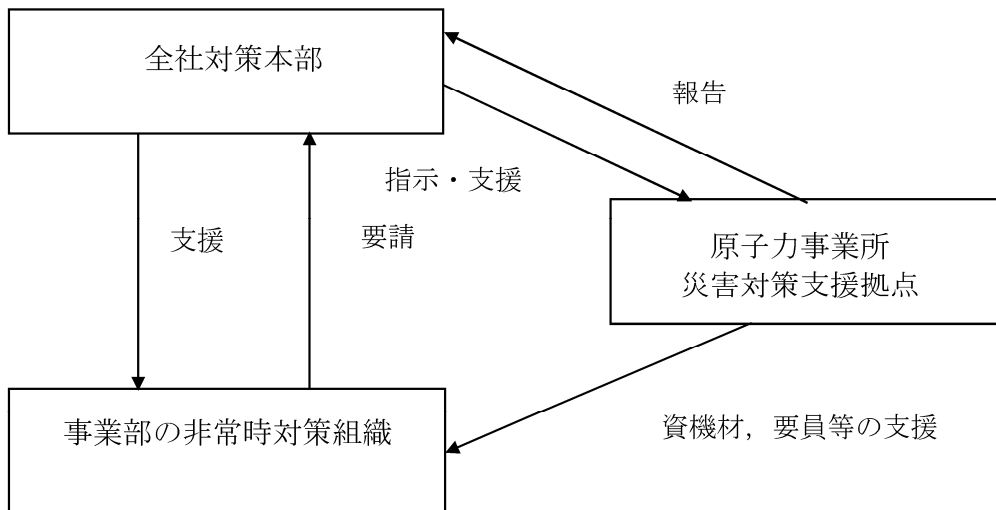 全社対策本部
報告
指示・支援
支援
要請
原子力事業所
災害対策支援拠点
事業部の非常時対策組織
資機材，要員等の支援